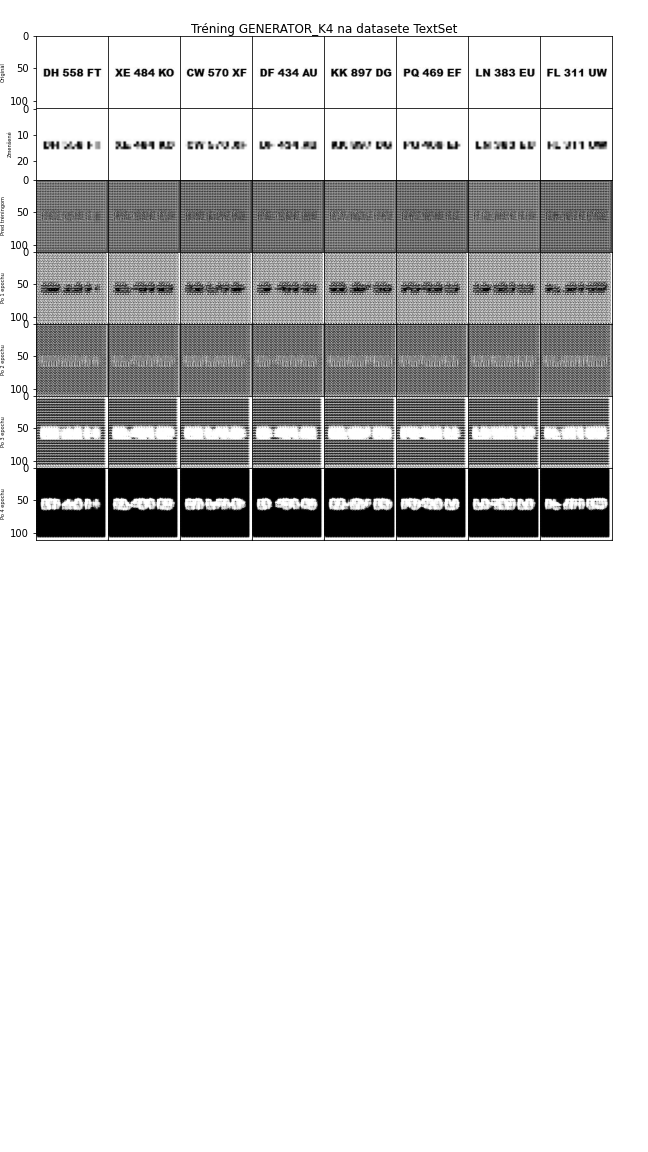 Tréning GENERATOR_K4 na datasete TextSet
0
50
100
Originál
DH 558 FT XE 484 KO CW 570 XF DF 434 AU KK 897 DG PQ 469 EF LN 383 EU FL 311 UW
0
10
20
Zmenšené
0
50
100
Pred tréningom
0
50
100
Po 1 epochu
0
50
100
Po 2 epochu
0
50
100
Po 3 epochu
0
50
100
Po 4 epochu